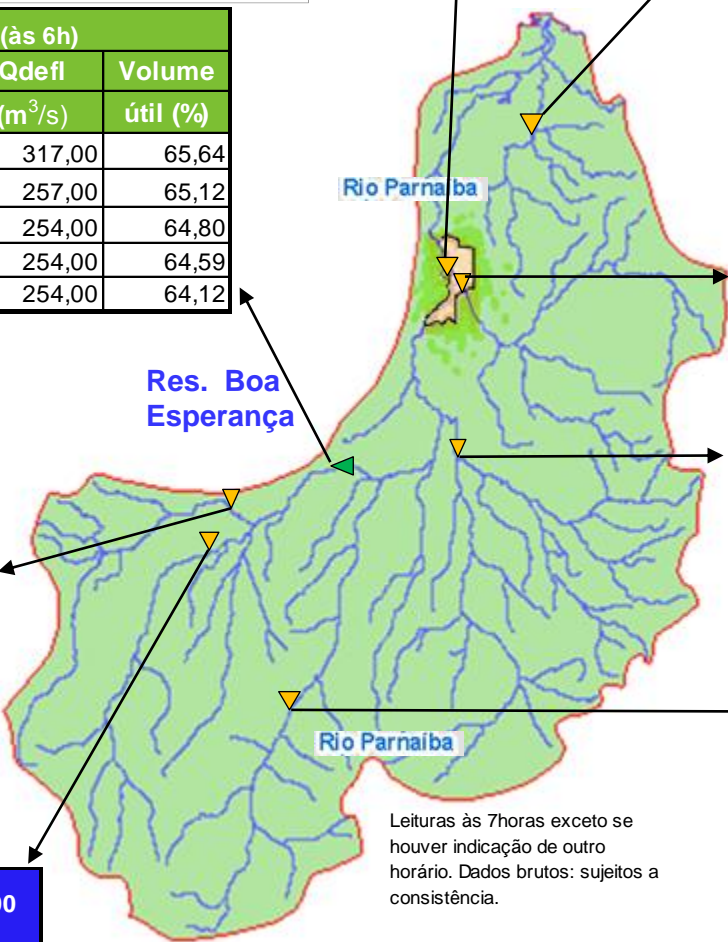 (às 6h)
Qdefl Volume
(m³/s) útil (%)
317,00 65,64
257,00 65,12
254,00 64,80
254,00 64,59
254,00 64,12
Rio Parnaíba
Res. Boa
Esperança
Rio Parnaíba
Leituras às 7horas exceto se
houver indicação de outro
horário. Dados brutos: sujeitos a
consistência.